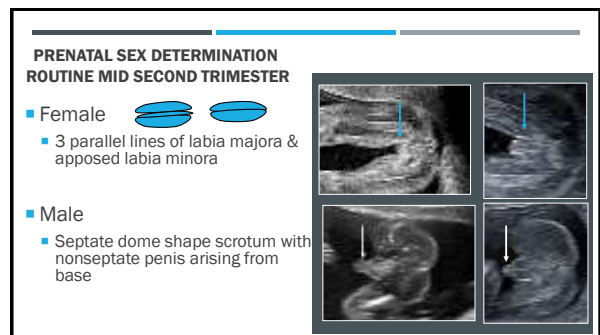 PRENATAL SEX DETERMINATION
ROUTINE MID SECOND TRIMESTER
Female
3 parallel lines of labia majora &
apposed labia minora
Male
Septate dome shape scrotum with
nonseptate penis arising from
base